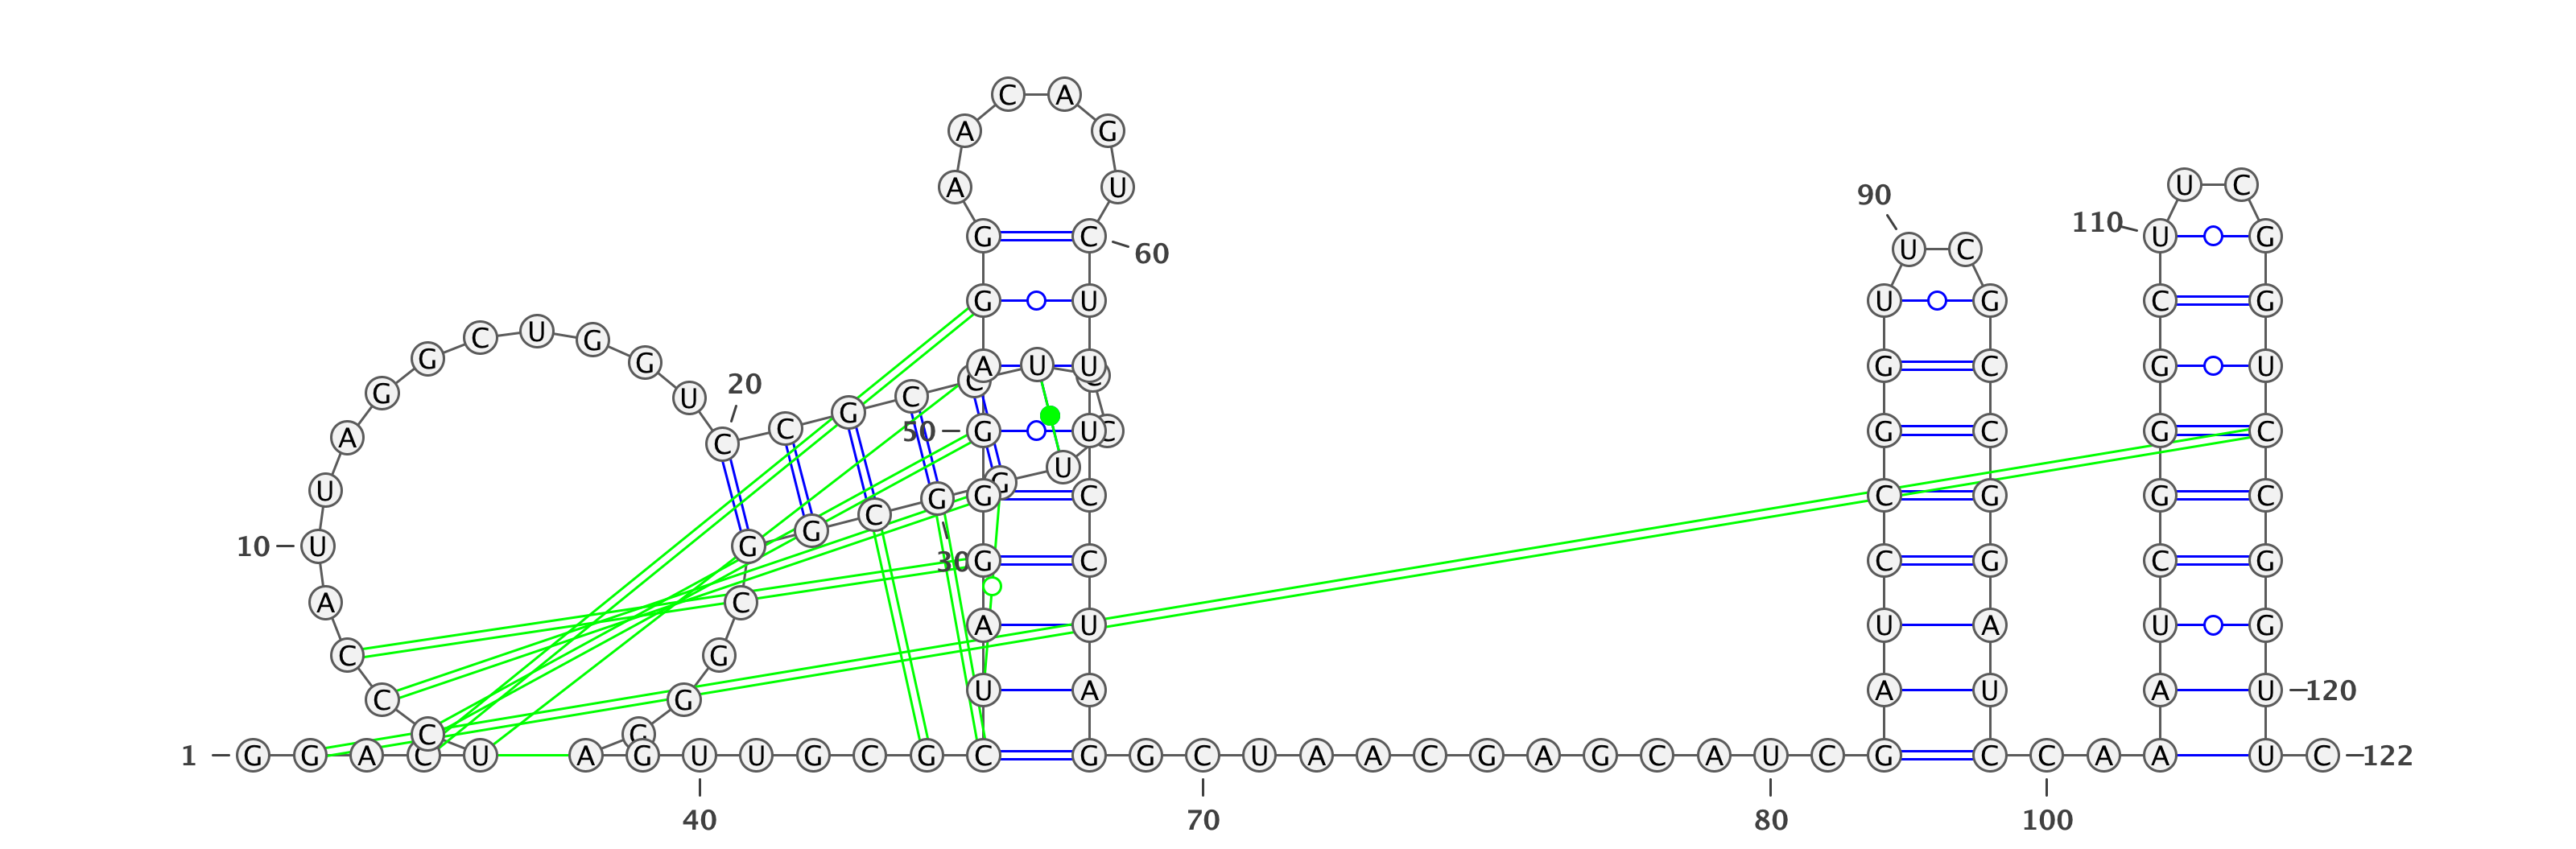 C A
A G
A U U C
90
110
G C U G
U C
60
G U U G C G
C U G
G G
A U U G C G U
20
C C C
G U
G
C
50 G U C G C G C
A C
U
U G
G G C C G G C
C
G
10 U G
30 G C C G C G
A C
A U U A U G
C G
U A A U A U 120
C G
C G
1 G G A C U A G U U G C G C G G C U A A C G A G C A U C G C C A A U C 122
40 70 80 100